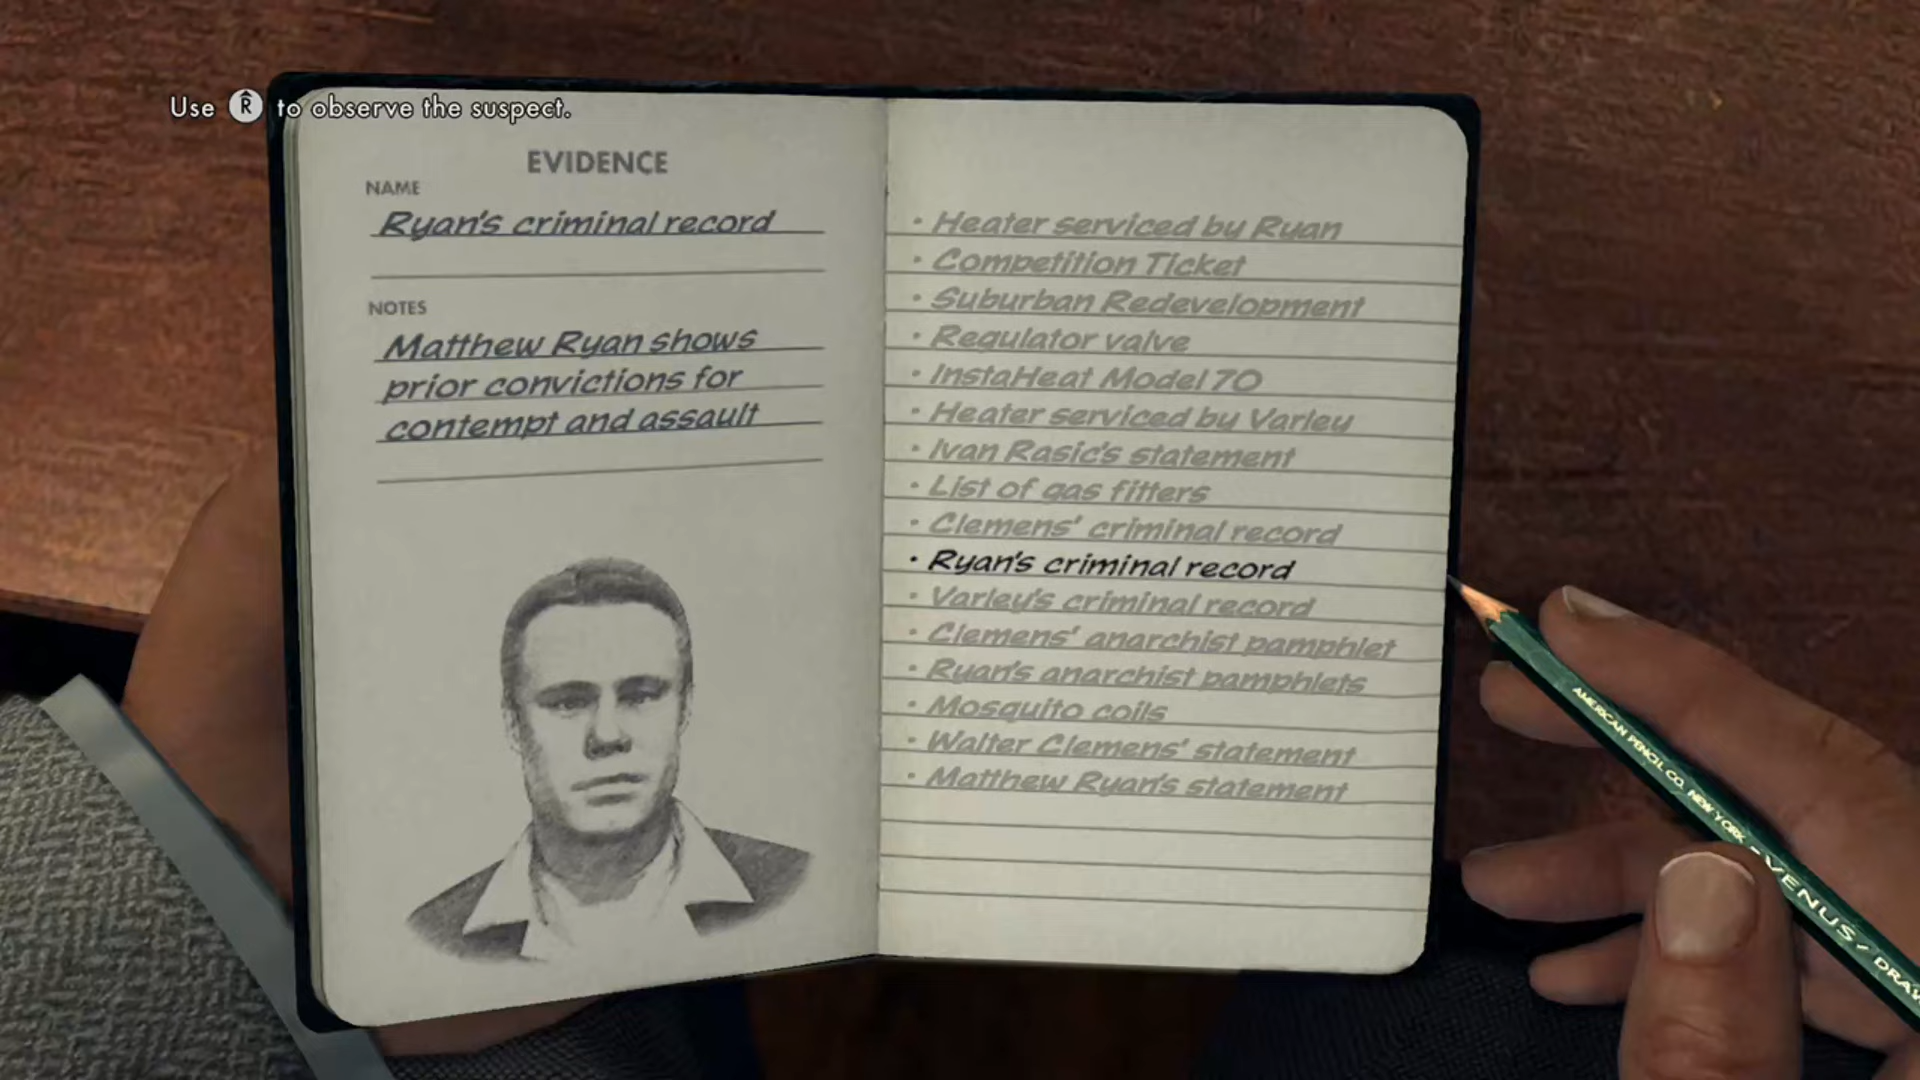 Use R to observe the suspect.
EVIDENCE
NAME
Ryan's criminal record
NOTES
Matthew Ryan shows
prior convictions for
contempt and assault
• Heater serviced by Ryan
• Competition Ticket
• Suburban Redevelopment
• Regulator valve
• InstaHeat Model 70
• Heater serviced by Varley
• Ivan Rasic's statement
• List of gas fitters
• Clemens' criminal record
• Ryan's criminal record
• Varley's criminal record
• Clemens' anarchist pamphlet
• Ryan's anarchist pamphlets
• Mosquito coils
• Walter Clemens' statement
• Matthew Ryan's statement
AMERICAN PENCIL CO. NEW YORK
VENUS / DRAW